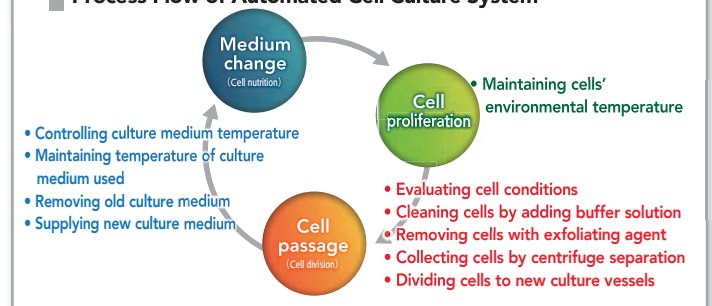 Process Flow of Automated Cell Culture System
Medium
change
(Cell nutrition)
Cell
proliferation
• Maintaining cells'
environmental temperature
• Controlling culture medium temperature
• Maintaining temperature of culture
medium used
• Removing old culture medium
• Supplying new culture medium
Cell
passage
(Cell division)
• Evaluating cell conditions
• Cleaning cells by adding buffer solution
• Removing cells with exfoliating agent
• Collecting cells by centrifuge separation
• Dividing cells to new culture vessels